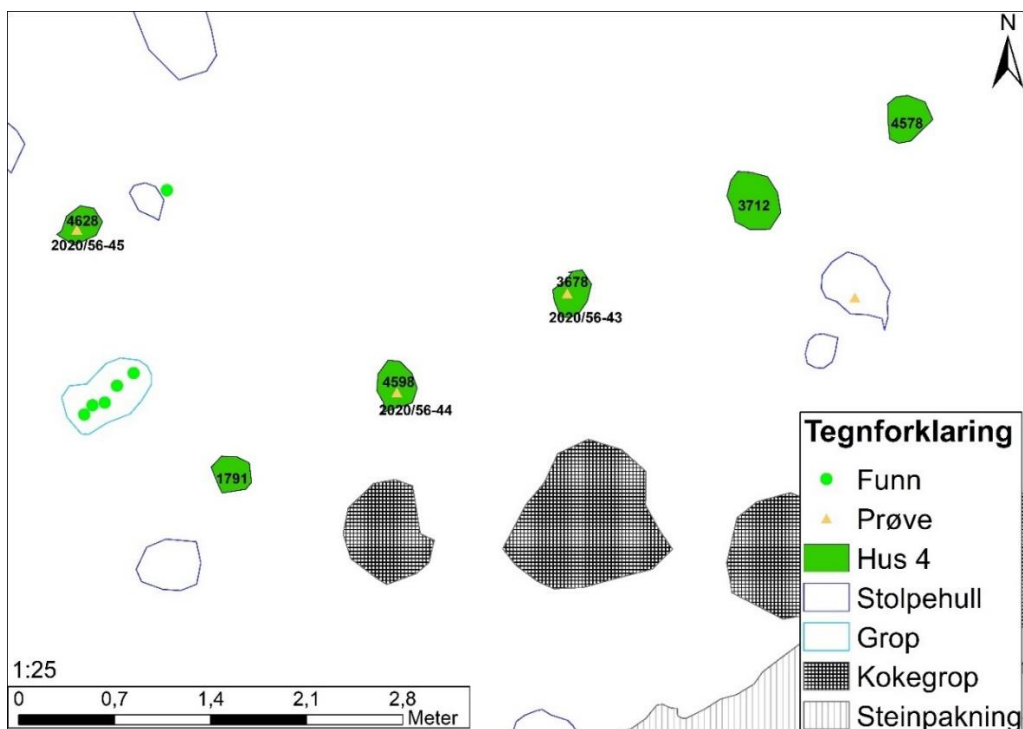 N
4578
4628
2020/56-45
3712
3678
2020/56-43
4598
2020/56-44
1791
Tegnforklaring
Funn
Prøve
Hus 4
Stolpehull
Grop
Kokegrop
Steinpakning
1:25
0 0,7 1,4 2,1 2,8
Meter